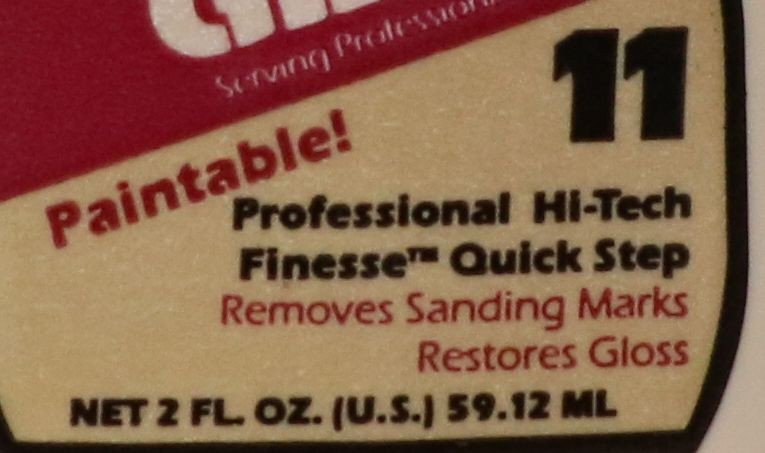 Serving
11
Paintable!
Professional Hi-Tech
Finesse™ Quick Step
Removes Sanding Marks
Restores Gloss
NET 2 FL. OZ. (U.S.) 59.12 ML